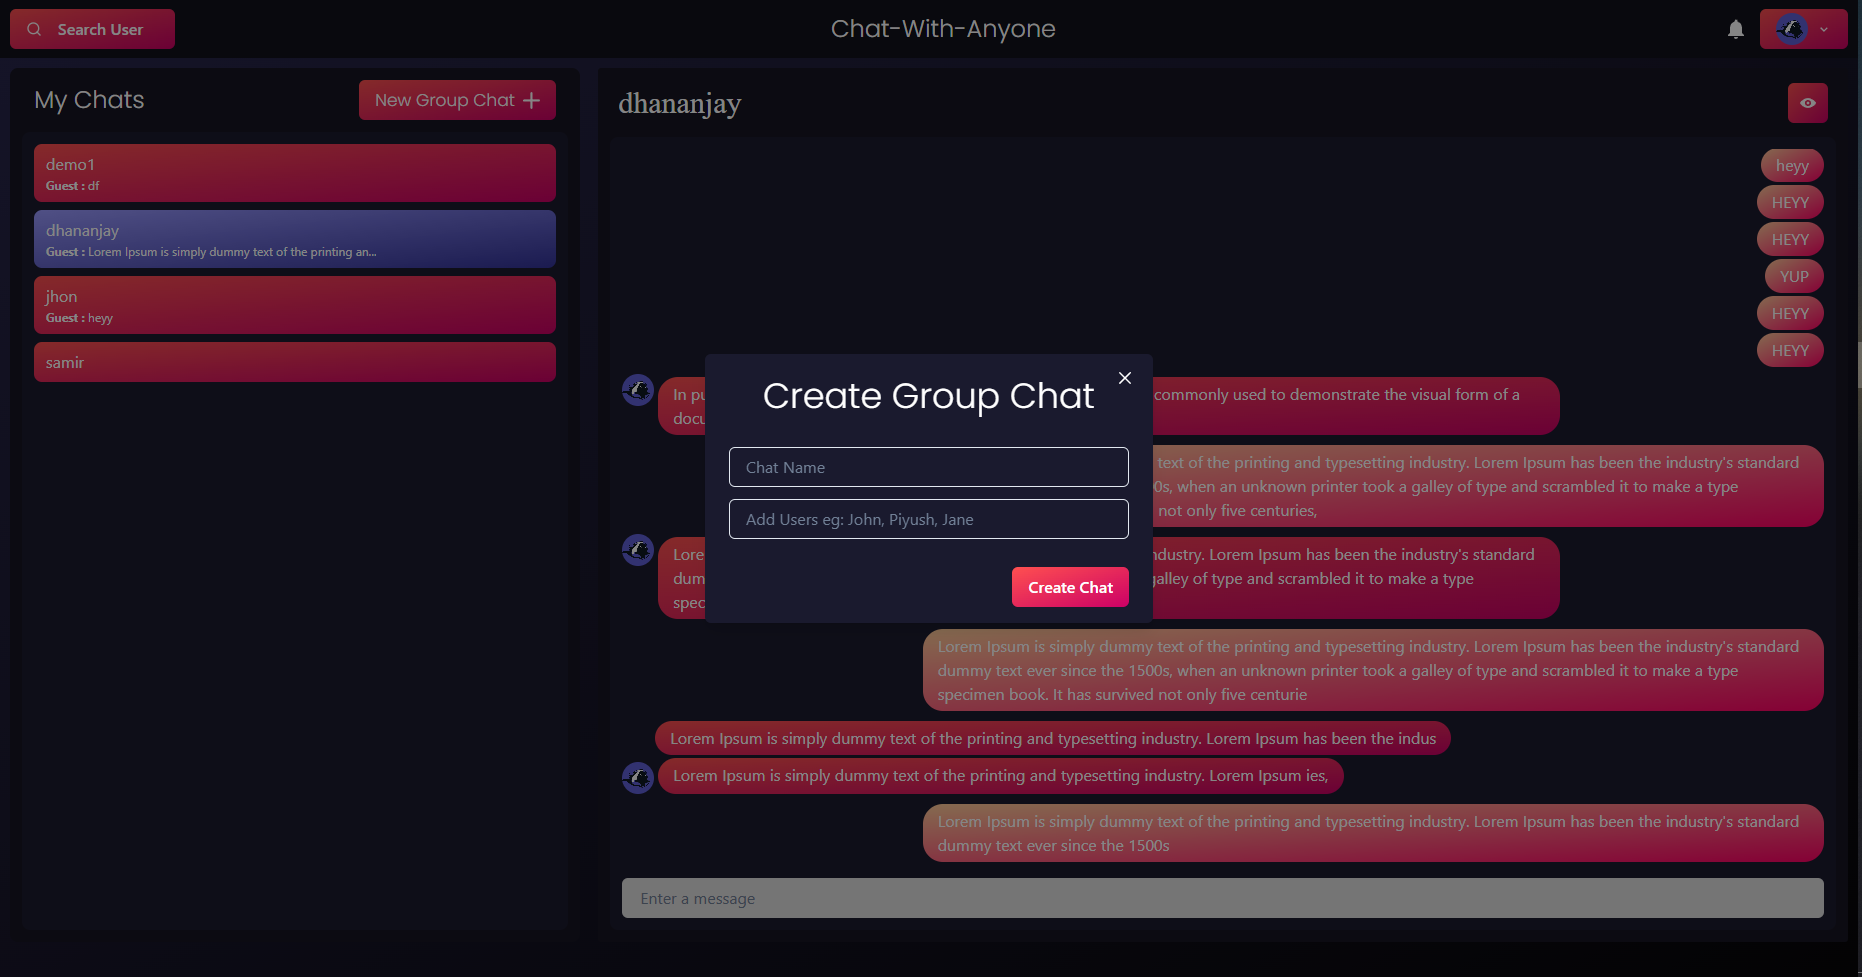 Search User
Chat-With-Anyone
My Chats
New Group Chat
demo1
Guest : df
dhananjay
Guest : Lorem Ipsum is simply dummy text of the printing an...
jhon
Guest : heyy
samir
dhananjay
heyy
HEYY
HEYY
YUP
HEYY
HEYY
In pu
commonly used to demonstrate the visual form of a
docu
text of the printing and typesetting industry. Lorem Ipsum has been the industry's standard
0s, when an unknown printer took a galley of type and scrambled it to make a type
not only five centuries,
Lore
ndustry. Lorem Ipsum has been the industry's standard
dum
galley of type and scrambled it to make a type
spec
Create Group Chat
Chat Name
Add Users eg: John, Piyush, Jane
Create Chat
Lorem Ipsum is simply dummy text of the printing and typesetting industry. Lorem Ipsum has been the industry's standard
dummy text ever since the 1500s, when an unknown printer took a galley of type and scrambled it to make a type
specimen book. It has survived not only five centurie
Lorem Ipsum is simply dummy text of the printing and typesetting industry. Lorem Ipsum has been the indus
Lorem Ipsum is simply dummy text of the printing and typesetting industry. Lorem Ipsum ies,
Lorem Ipsum is simply dummy text of the printing and typesetting industry. Lorem Ipsum has been the industry's standard
dummy text ever since the 1500s
Enter a message